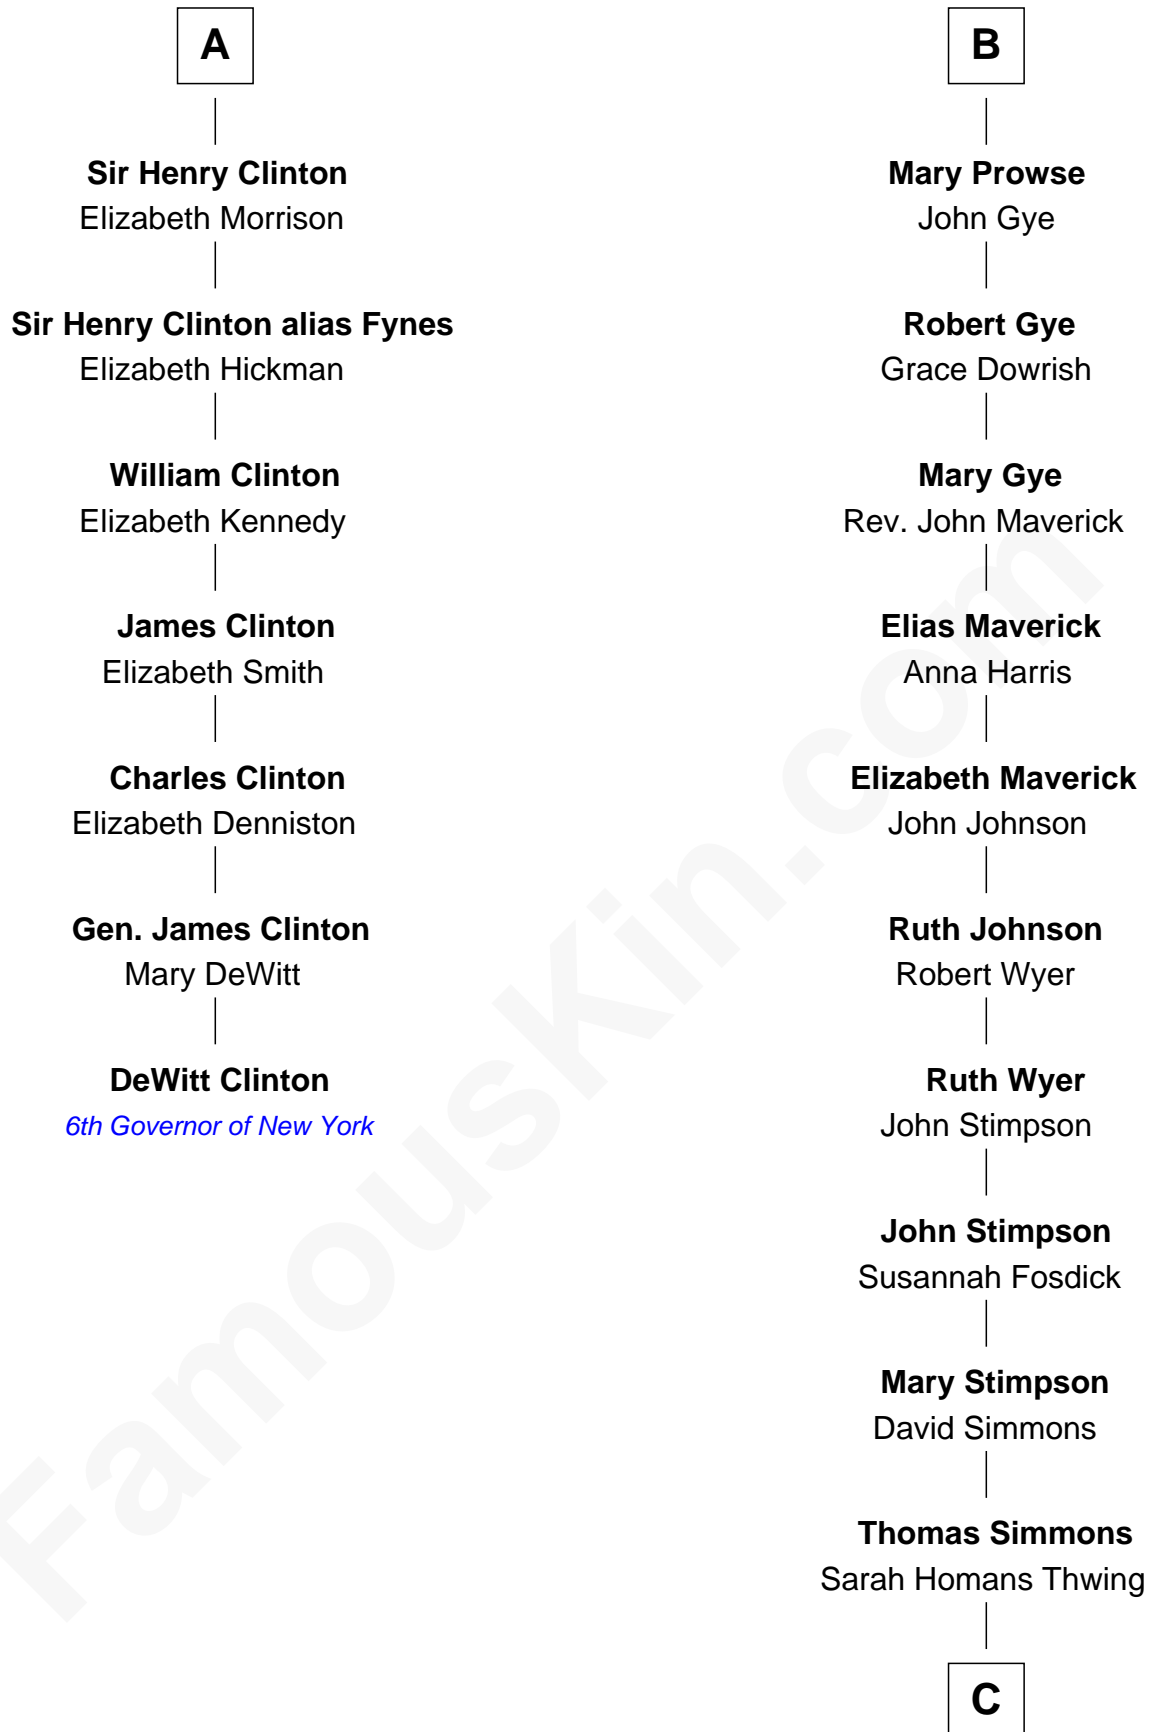 A
Sir Henry Clinton
Elizabeth Morrison
Sir Henry Clinton alias Fynes
Elizabeth Hickman
William Clinton
Elizabeth Kennedy
James Clinton
Elizabeth Smith
Charles Clinton
Elizabeth Denniston
Gen. James Clinton
Mary DeWitt
DeWitt Clinton
6th Governor of New York
B
Mary Prowse
John Gye
Robert Gye
Grace Dowrish
Mary Gye
Rev. John Maverick
Elias Maverick
Anna Harris
Elizabeth Maverick
John Johnson
Ruth Johnson
Robert Wyer
Ruth Wyer
John Stimpson
John Stimpson
Susannah Fosdick
Mary Stimpson
David Simmons
Thomas Simmons
Sarah Homans Thwing
C
FamousKin.com